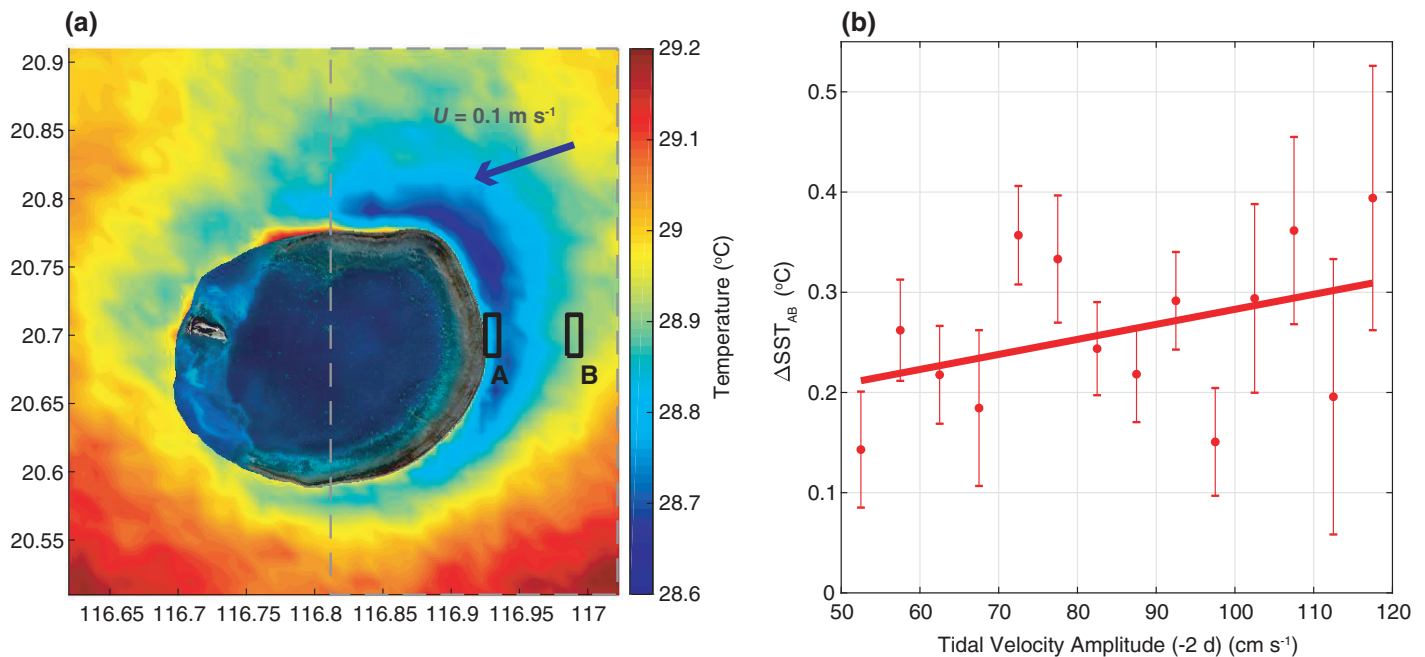 (a)
20.9
20.85
20.8
20.75
20.7
20.65
20.6
20.55
116.65 116.7 116.75 116.8 116.85 116.9 116.95 117
U = 0.1 m s⁻¹
A
B
29.2
29.1
29
28.9
28.8
28.7
28.6
Temperature (°C)
(b)
0.5
0.4
0.3
0.2
0.1
0
ΔSST_AB (°C)
50 60 70 80 90 100 110 120
Tidal Velocity Amplitude (-2 d) (cm s⁻¹)